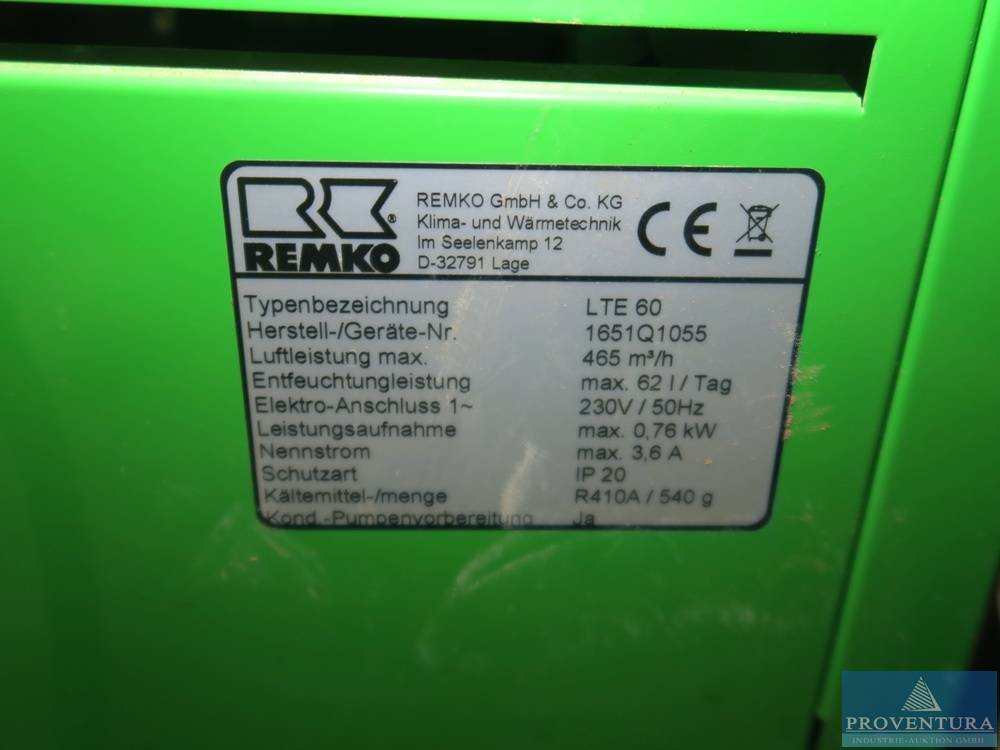 REMKO
REMKO GmbH & Co. KG
Klima- und Wärmetechnik
Im Seelenkamp 12
D-32791 Lage
CE
Typenbezeichnung LTE 60
Herstell-/Geräte-Nr. 1651Q1055
Luftleistung max. 465 m³/h
Entfeuchtungleistung max. 62 l / Tag
Elektro-Anschluss 1~ 230V / 50Hz
Leistungsaufnahme max. 0,76 kW
Nennstrom max. 3,6 A
Schutzart IP 20
Kältemittel-/menge R410A / 540 g
Kond.-Pumpenvorbereitung Ja
PROVENTURA
INDUSTRIE-AUKTION GMBH